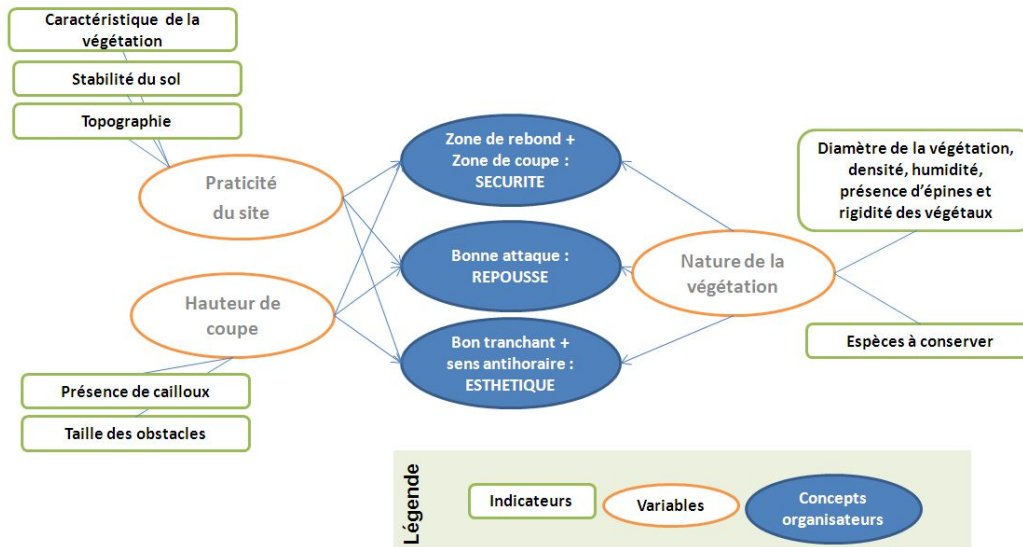 Caractéristique de la
végétation
Stabilité du sol
Topographie
Praticité
du site
Hauteur de
coupe
Présence de cailloux
Taille des obstacles
Zone de rebond +
Zone de coupe :
SECURITE
Bonne attaque :
REPOUSSE
Bon tranchant +
sens antihoraire :
ESTHETIQUE
Nature de la
végétation
Diamètre de la végétation,
densité, humidité,
présence d’épines et
rigidité des végétaux
Espèces à conserver
Légende
Indicateurs
Variables
Concepts
organisateurs